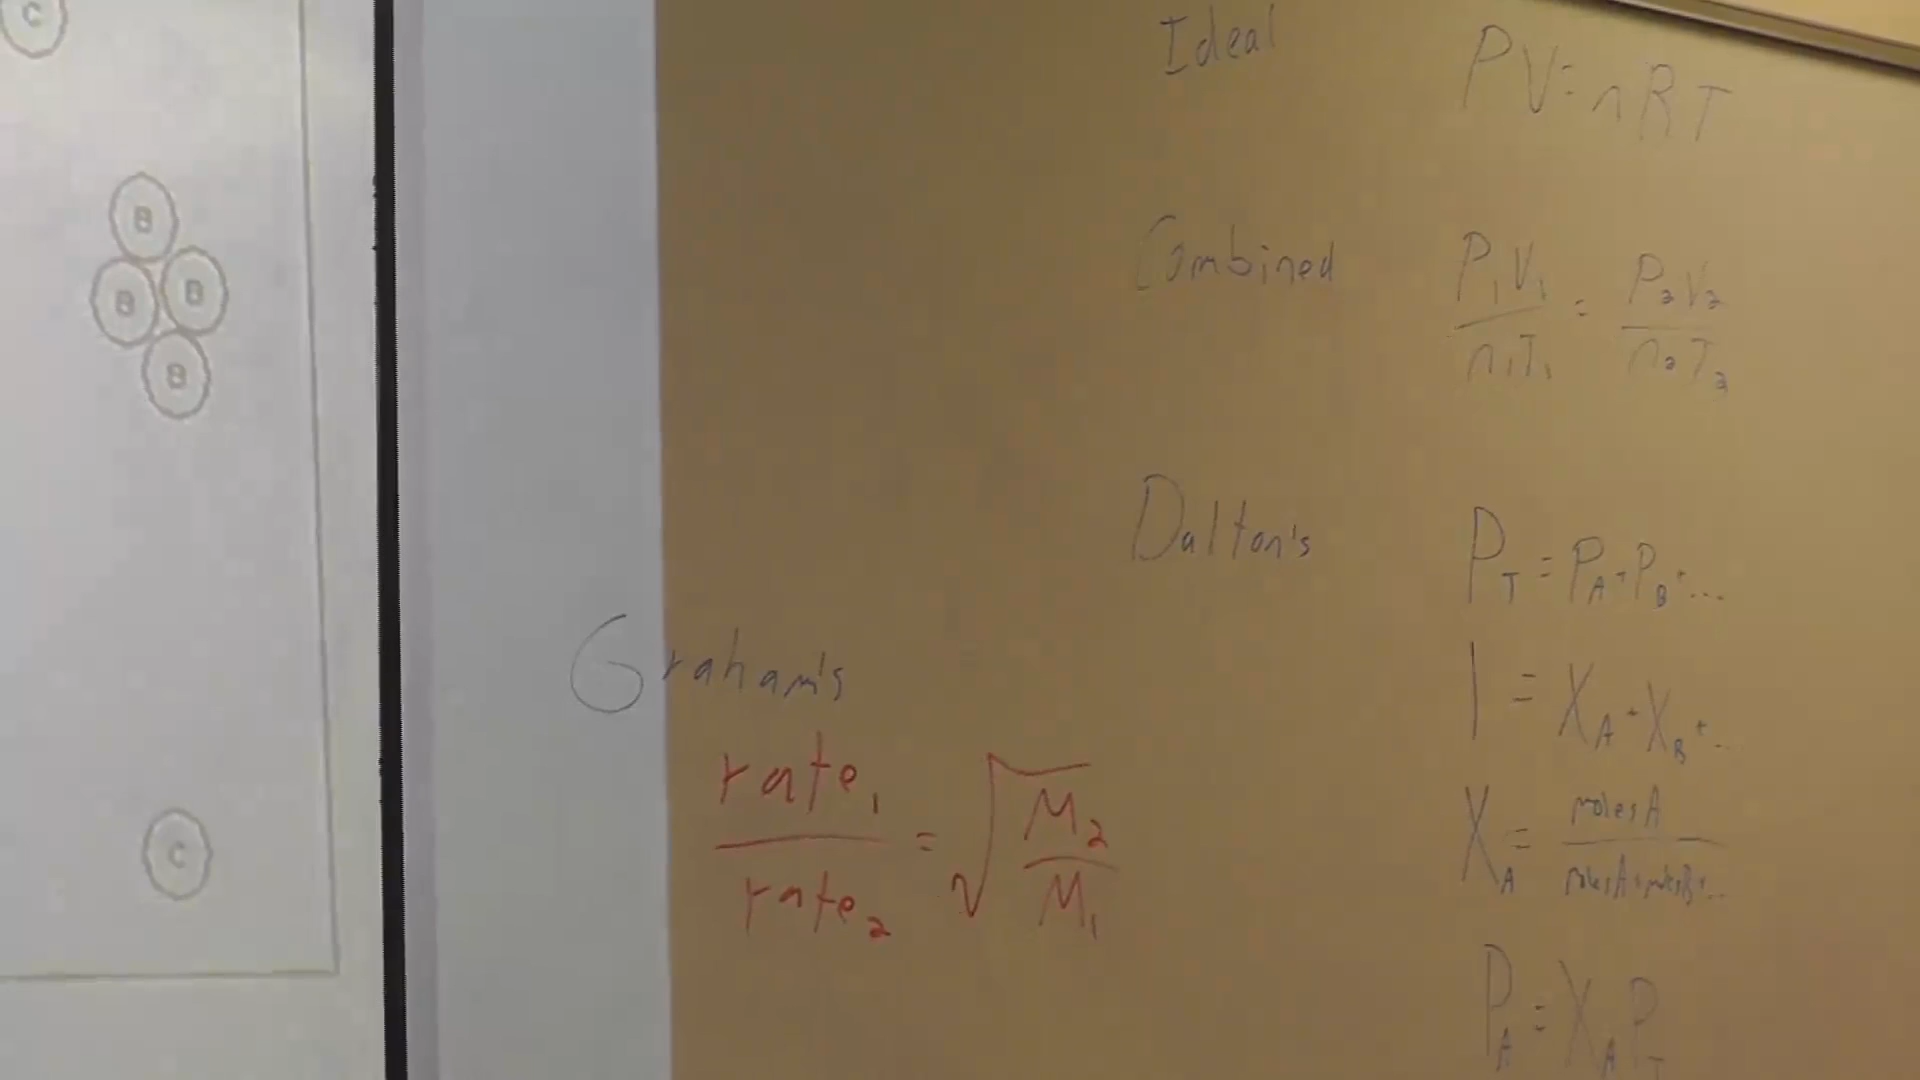 C
B
B B
B
C
Ideal PV=nRT
Combined P₁V₁/n₁T₁ = P₂V₂/n₂T₂
Dalton's P_T = P_A + P_B + ...
1 = X_A + X_B + ...
X_A = moles A/moles A + moles B + ...
P_A = X_A P_T
Graham's
rate₁/rate₂ = √M₂/M₁